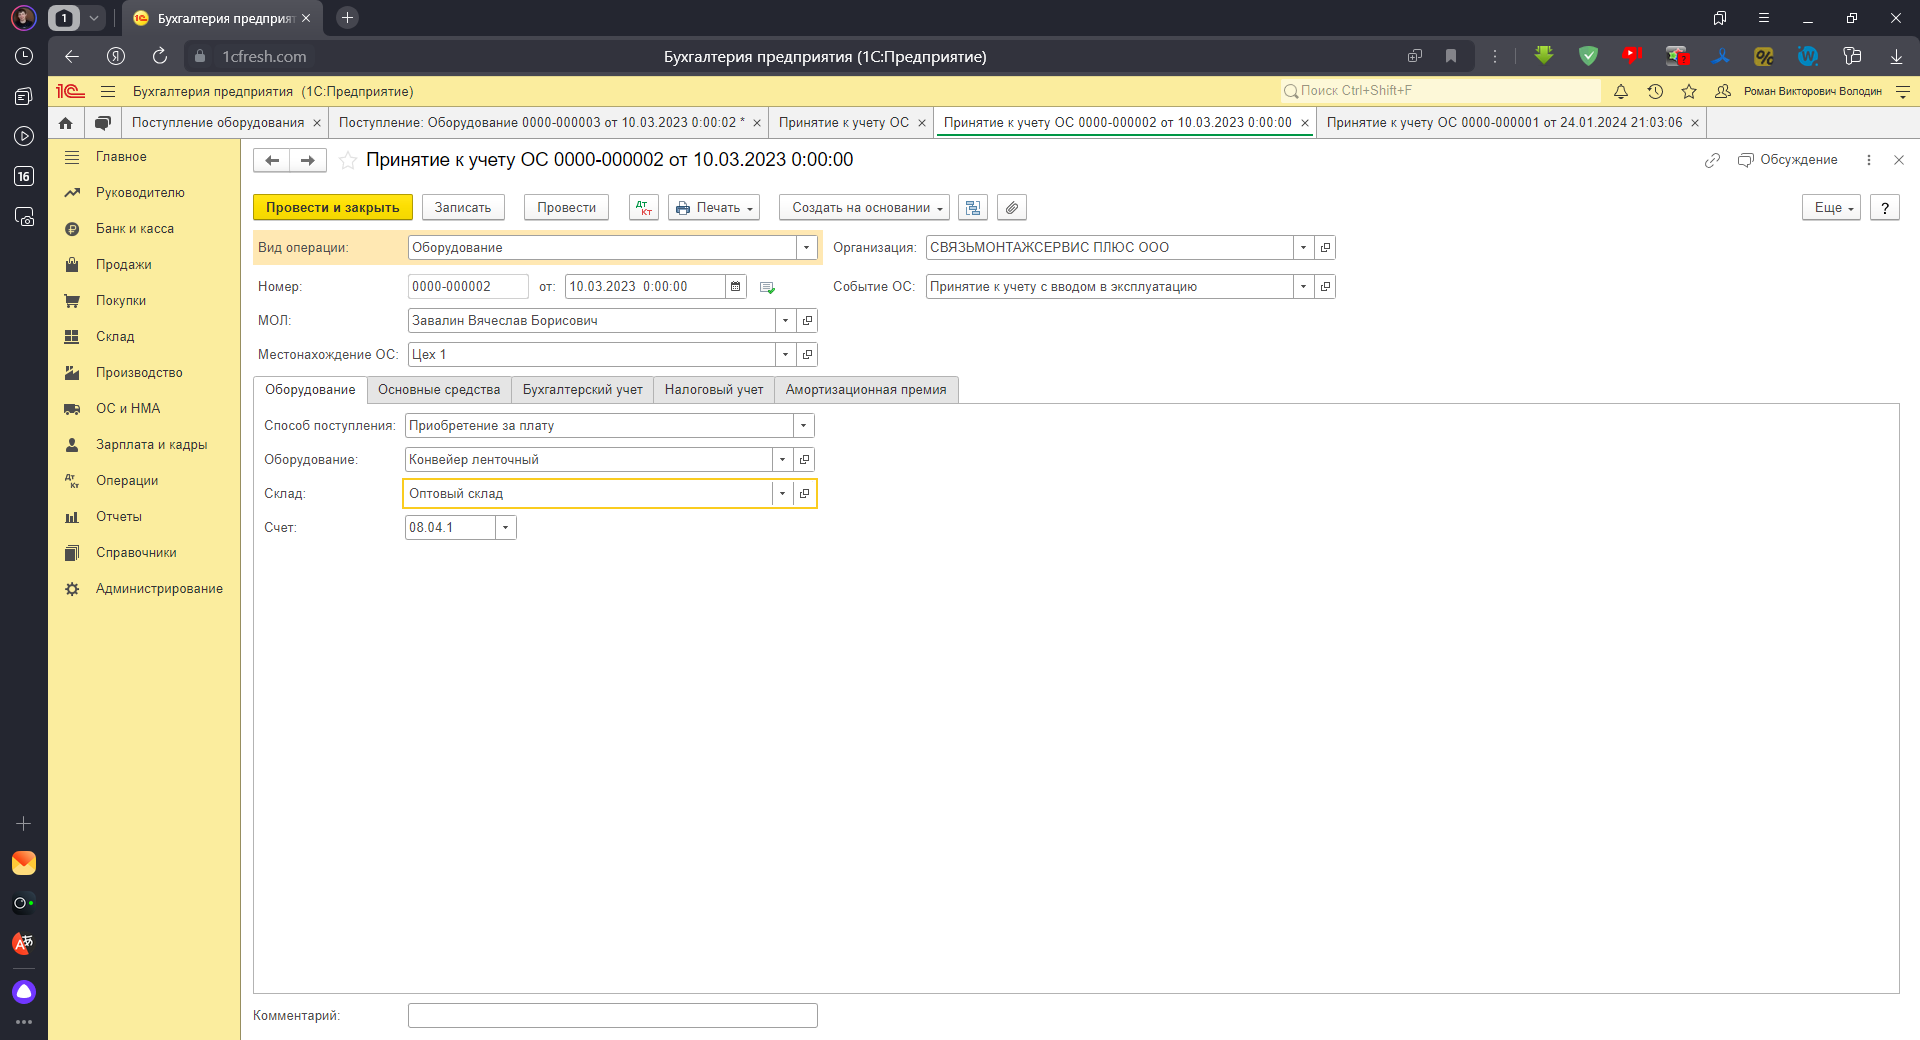 1
Бухгалтерия предприят
1cfresh.com
Бухгалтерия предприятия (1С:Предприятие)
Бухгалтерия предприятия (1С:Предприятие)
Поиск Ctrl+Shift+F
Роман Викторович Володин
Поступление оборудования
Поступление: Оборудование 0000-000003 от 10.03.2023 0:00:02 *
Принятие к учету ОС
Принятие к учету ОС 0000-000002 от 10.03.2023 0:00:00
Принятие к учету ОС 0000-000001 от 24.01.2024 21:03:06
16
Главное
Руководителю
Банк и касса
Продажи
Покупки
Склад
Производство
ОС и НМА
Зарплата и кадры
Операции
Отчеты
Справочники
Администрирование
Принятие к учету ОС 0000-000002 от 10.03.2023 0:00:00
Обсуждение
Провести и закрыть
Записать
Провести
Дт
Кт
Печать
Создать на основании
Еще
?
Вид операции:
Оборудование
Организация:
СВЯЗЬМОНТАЖСЕРВИС ПЛЮС ООО
Номер:
0000-000002
от:
10.03.2023 0:00:00
Событие ОС:
Принятие к учету с вводом в эксплуатацию
МОЛ:
Завалин Вячеслав Борисович
Местонахождение ОС:
Цех 1
Оборудование
Основные средства
Бухгалтерский учет
Налоговый учет
Амортизационная премия
Способ поступления:
Приобретение за плату
Оборудование:
Конвейер ленточный
Склад:
Оптовый склад
Счет:
08.04.1
Комментарий: